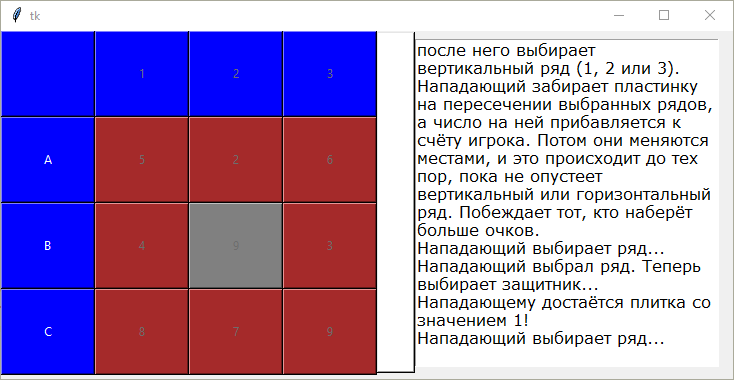 tk
1 2 3
A 5 2 6
B 4 9 3
C 8 7 9
после него выбирает
вертикальный ряд (1, 2 или 3).
Нападающий забирает пластинку
на пересечении выбранных рядов,
а число на ней прибавляется к
счёту игрока. Потом они меняются
местами, и это происходит до тех
пор, пока не опустеет
вертикальный или горизонтальный
ряд. Побеждает тот, кто наберёт
больше очков.
Нападающий выбирает ряд...
Нападающий выбрал ряд. Теперь
выбирает защитник...
Нападающему достаётся плитка со
значением 1!
Нападающий выбирает ряд...